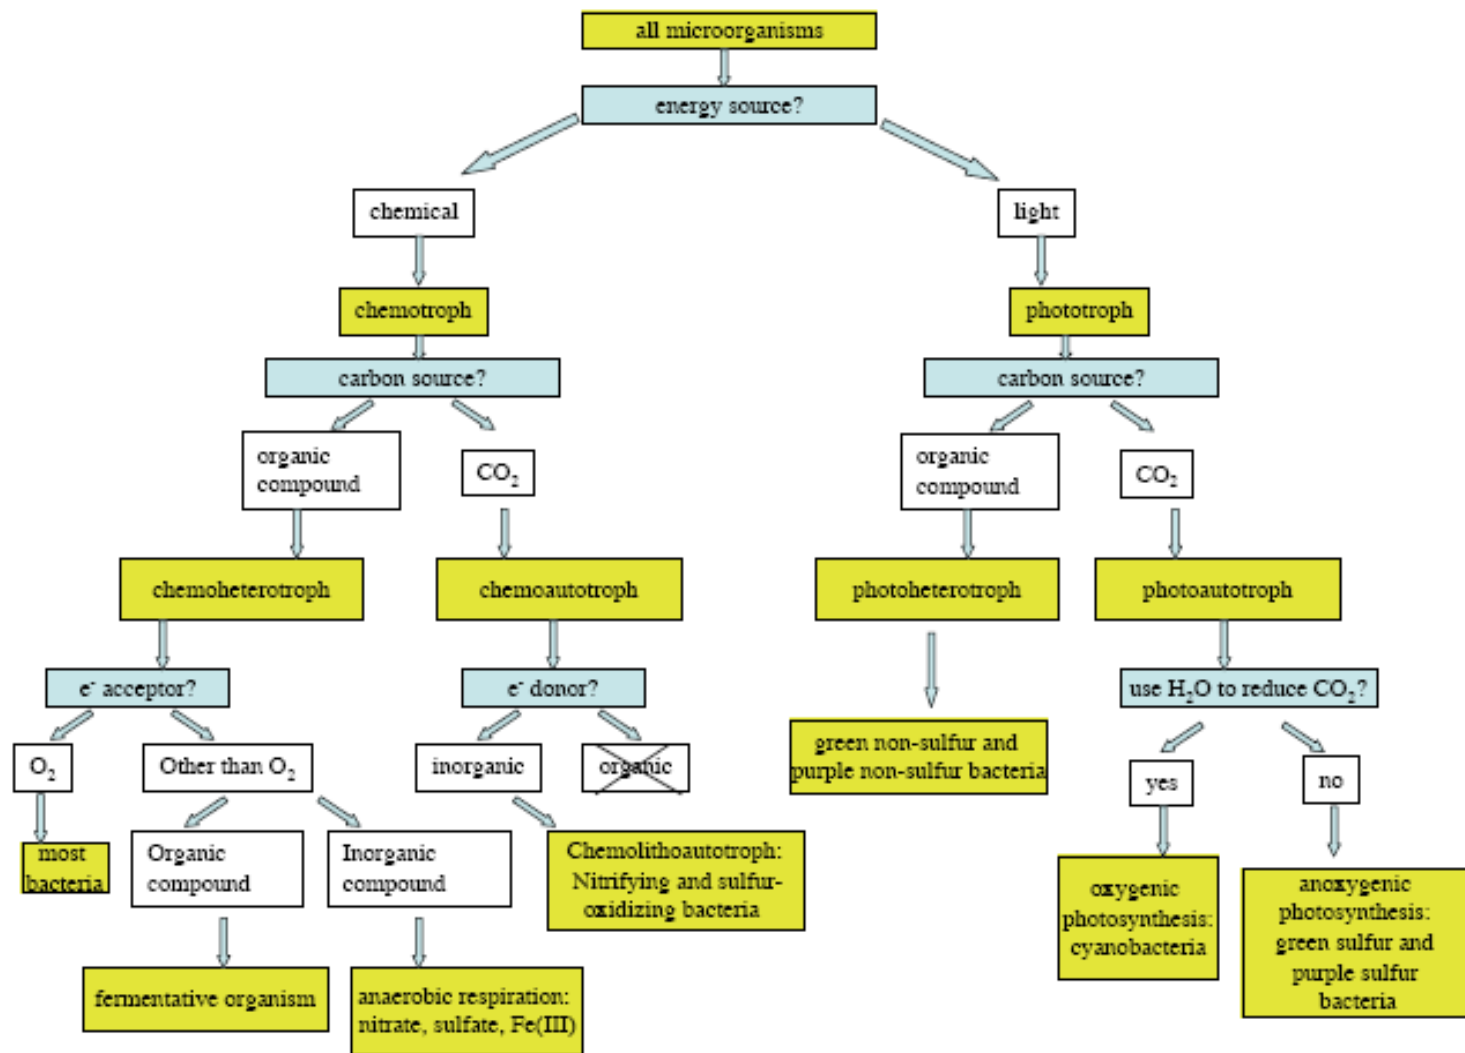 all microorganisms
energy source?
chemical
light
chemotroph
phototroph
carbon source?
carbon source?
organic
compound
CO₂
organic
compound
CO₂
chemoheterotroph
chemoautotroph
photoheterotroph
photoautotroph
e⁻ acceptor?
e⁻ donor?
use H₂O to reduce CO₂?
O₂
Other than O₂
inorganic
organic
green non-sulfur and
purple non-sulfur bacteria
yes
no
most
bacteria
Organic
compound
Inorganic
compound
Chemolithoautotroph:
Nitrifying and sulfur-
oxidizing bacteria
oxygenic
photosynthesis:
cyanobacteria
anoxygenic
photosynthesis:
green sulfur and
purple sulfur
bacteria
fermentative organism
anaerobic respiration:
nitrate, sulfate, Fe(III)